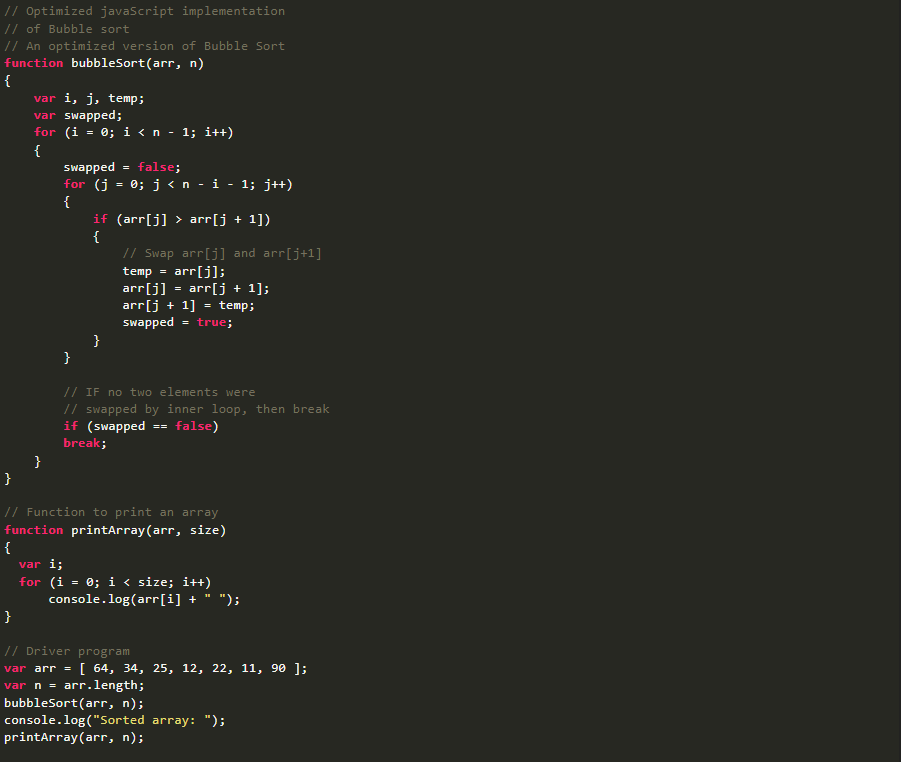 // Optimized javaScript implementation
// of Bubble sort
// An optimized version of Bubble Sort
function bubbleSort(arr, n)
{
    var i, j, temp;
    var swapped;
    for (i = 0; i < n - 1; i++)
    {
        swapped = false;
        for (j = 0; j < n - i - 1; j++)
        {
            if (arr[j] > arr[j + 1])
            {
                // Swap arr[j] and arr[j+1]
                temp = arr[j];
                arr[j] = arr[j + 1];
                arr[j + 1] = temp;
                swapped = true;
            }
        }

        // IF no two elements were
        // swapped by inner loop, then break
        if (swapped == false)
        break;
    }
}

// Function to print an array
function printArray(arr, size)
{
  var i;
  for (i = 0; i < size; i++)
      console.log(arr[i] + " ");
}

// Driver program
var arr = [ 64, 34, 25, 12, 22, 11, 90 ];
var n = arr.length;
bubbleSort(arr, n);
console.log("Sorted array: ");
printArray(arr, n);